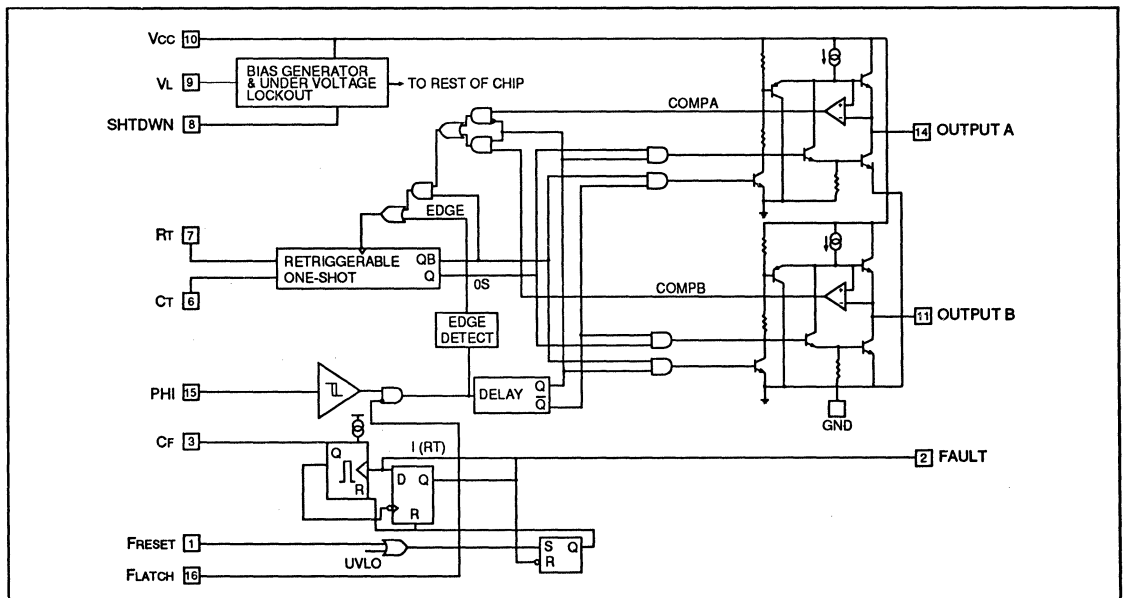 VCC 10
VL 9
SHTDWN 8
BIAS GENERATOR
& UNDER VOLTAGE
LOCKOUT
TO REST OF CHIP
COMPA
14 OUTPUT A
EDGE
RT 7
CT 6
RETRIGGERABLE
ONE-SHOT
QB
Q
0S
EDGE
DETECT
COMPB
11 OUTPUT B
PHI 15
DELAY
Q
Q̅
GND
CF 3
Q
R
I (RT)
D Q
R
2 FAULT
FRESET 1
UVLO
S Q
R
FLATCH 16